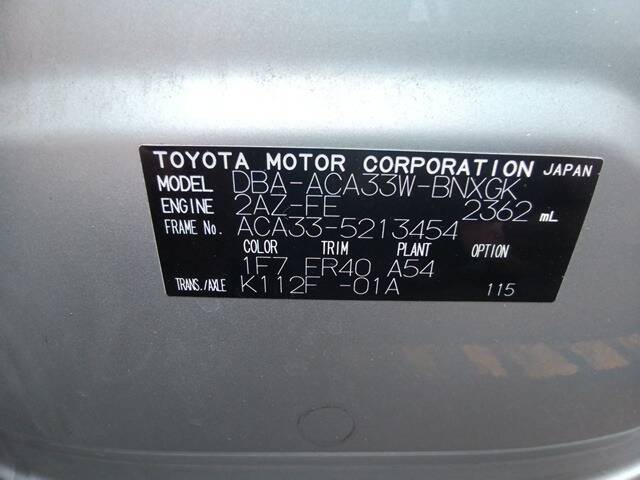 TOYOTA MOTOR CORPORATION JAPAN
MODEL DBA-ACA33W-BNXGK
ENGINE 2AZ-FE 2362 mL
FRAME No. ACA33-5213454
COLOR TRIM PLANT OPTION
1F7 ER40 A54
TRANS./AXLE K112F -01A 115